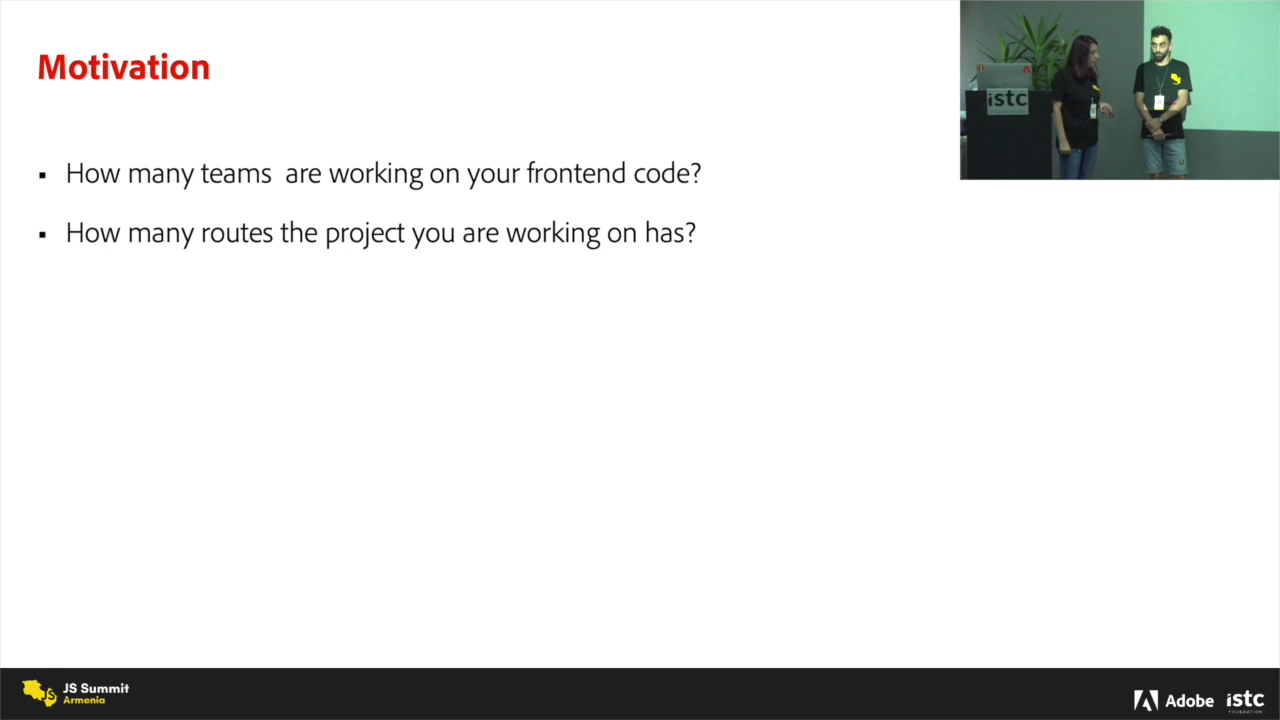 Motivation
How many teams are working on your frontend code?
How many routes the project you are working on has?
istc
JS Summit
Armenia
Adobe
istc
FOUNDATION